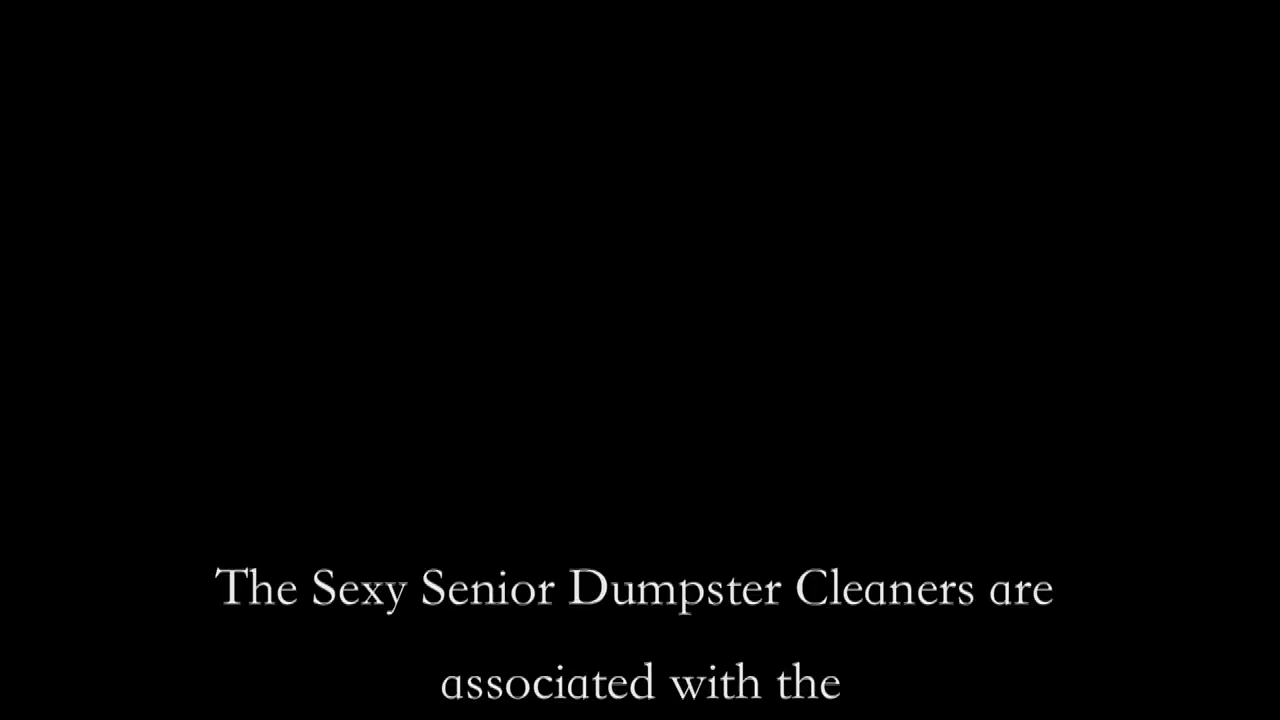 The Sexy Senior Dumpster Cleaners are
associated with the